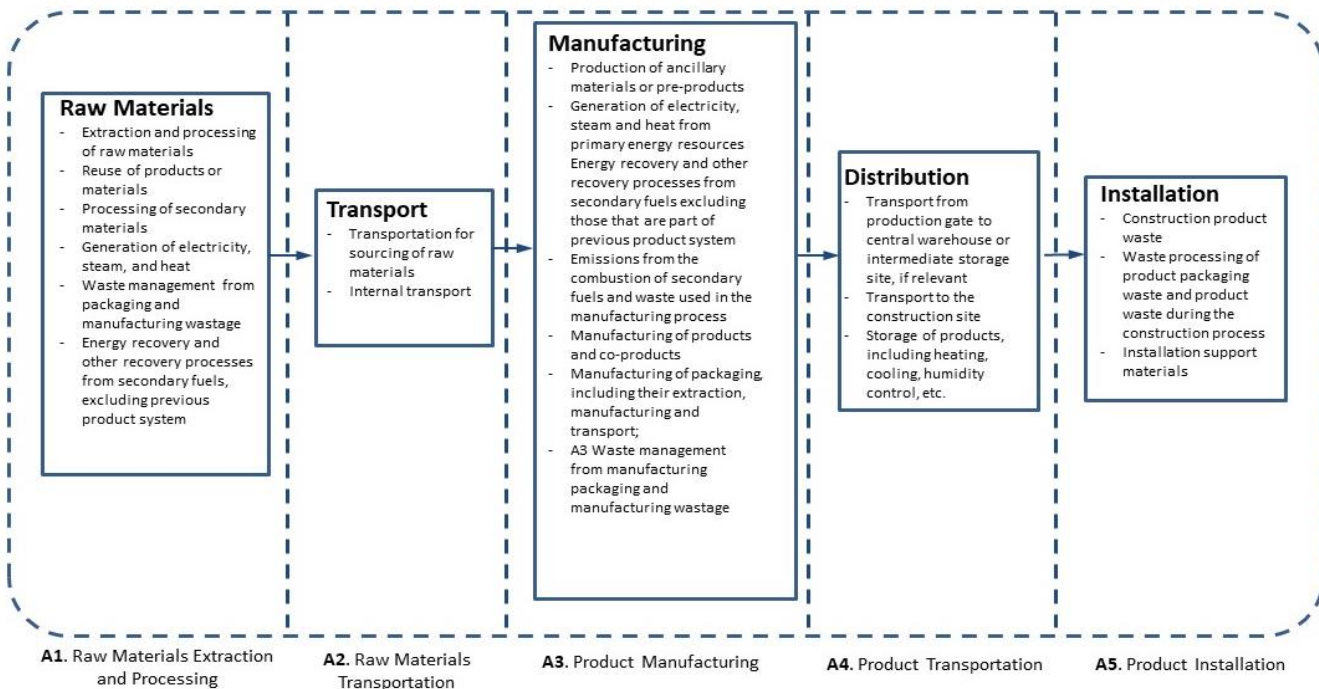 Raw Materials
- Extraction and processing
of raw materials
- Reuse of products or
materials
- Processing of secondary
materials
- Generation of electricity,
steam, and heat
- Waste management from
packaging and
manufacturing wastage
- Energy recovery and
other recovery processes
from secondary fuels,
excluding previous
product system
Transport
- Transportation for
sourcing of raw
materials
- Internal transport
Manufacturing
- Production of ancillary
materials or pre-products
- Generation of electricity,
steam and heat from
primary energy resources
Energy recovery and other
recovery processes from
secondary fuels excluding
those that are part of
previous product system
- Emissions from the
combustion of secondary
fuels and waste used in the
manufacturing process
- Manufacturing of products
and co-products
- Manufacturing of packaging,
including their extraction,
manufacturing and
transport;
- A3 Waste management
from manufacturing
packaging and
manufacturing wastage
Distribution
- Transport from
production gate to
central warehouse or
intermediate storage
site, if relevant
- Transport to the
construction site
- Storage of products,
including heating,
cooling, humidity
control, etc.
Installation
- Construction product
waste
- Waste processing of
product packaging
waste and product
waste during the
construction process
- Installation support
materials
A1. Raw Materials Extraction
and Processing
A2. Raw Materials
Transportation
A3. Product Manufacturing
A4. Product Transportation
A5. Product Installation